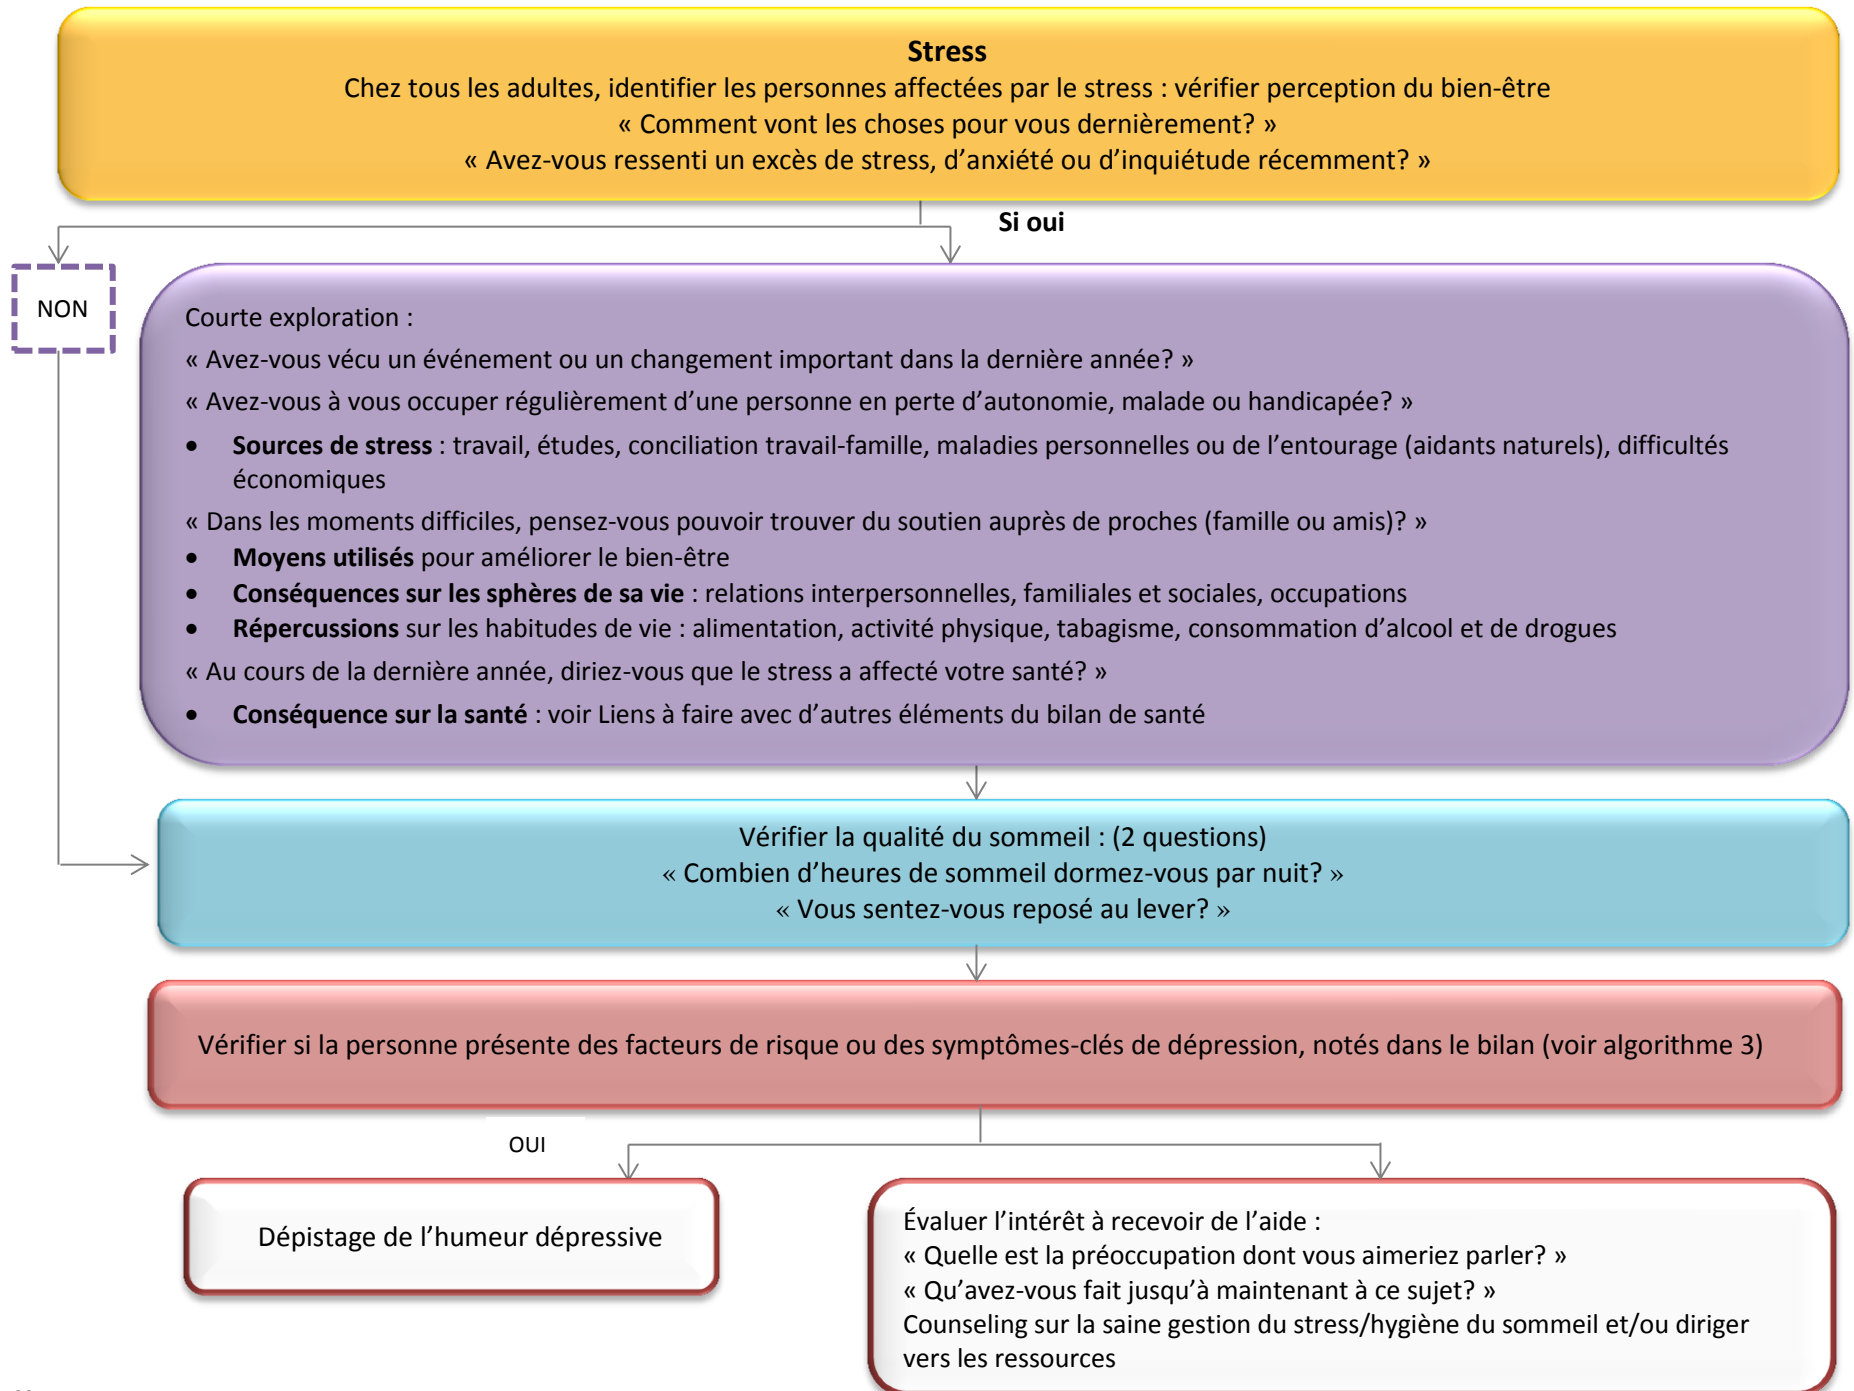 Stress
Chez tous les adultes, identifier les personnes affectées par le stress : vérifier perception du bien-être
« Comment vont les choses pour vous dernièrement? »
« Avez-vous ressenti un excès de stress, d’anxiété ou d’inquiétude récemment? »
Si oui
NON
Courte exploration :
« Avez-vous vécu un événement ou un changement important dans la dernière année? »
« Avez-vous à vous occuper régulièrement d’une personne en perte d’autonomie, malade ou handicapée? »
• Sources de stress : travail, études, conciliation travail-famille, maladies personnelles ou de l’entourage (aidants naturels), difficultés
économiques
« Dans les moments difficiles, pensez-vous pouvoir trouver du soutien auprès de proches (famille ou amis)? »
• Moyens utilisés pour améliorer le bien-être
• Conséquences sur les sphères de sa vie : relations interpersonnelles, familiales et sociales, occupations
• Répercussions sur les habitudes de vie : alimentation, activité physique, tabagisme, consommation d’alcool et de drogues
« Au cours de la dernière année, diriez-vous que le stress a affecté votre santé? »
• Conséquence sur la santé : voir Liens à faire avec d’autres éléments du bilan de santé
Vérifier la qualité du sommeil : (2 questions)
« Combien d’heures de sommeil dormez-vous par nuit? »
« Vous sentez-vous reposé au lever? »
Vérifier si la personne présente des facteurs de risque ou des symptômes-clés de dépression, notés dans le bilan (voir algorithme 3)
OUI
Dépistage de l’humeur dépressive
Évaluer l’intérêt à recevoir de l’aide :
« Quelle est la préoccupation dont vous aimeriez parler? »
« Qu’avez-vous fait jusqu’à maintenant à ce sujet? »
Counseling sur la saine gestion du stress/hygiène du sommeil et/ou diriger
vers les ressources